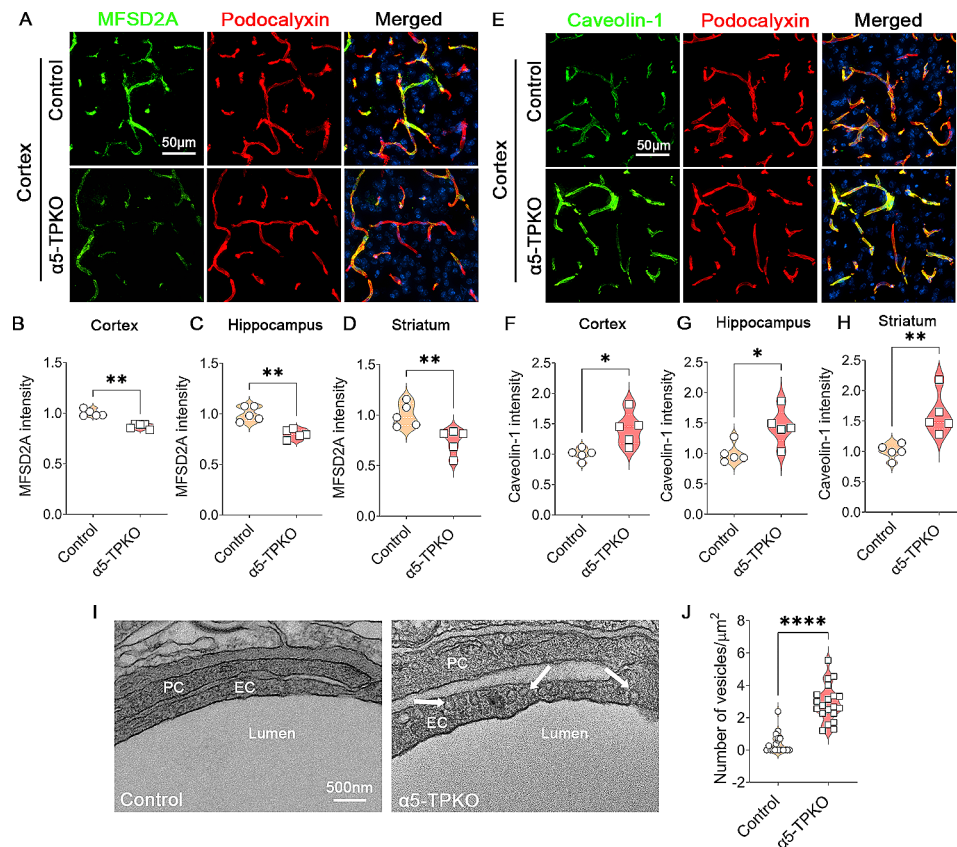 A
MFSD2A
Podocalyxin
Merged
Cortex
Control
50µm
α5-TPKO
E
Caveolin-1
Podocalyxin
Merged
Cortex
Control
50µm
α5-TPKO
B
Cortex
MFSD2A intensity
1.5
1.0
0.5
0.0
**
Control
α5-TPKO
C
Hippocampus
MFSD2A intensity
1.5
1.0
0.5
0.0
**
Control
α5-TPKO
D
Striatum
MFSD2A intensity
1.5
1.0
0.5
0.0
**
Control
α5-TPKO
F
Cortex
Caveolin-1 intensity
2.5
2.0
1.5
1.0
0.5
0.0
*
Control
α5-TPKO
G
Hippocampus
Caveolin-1 intensity
2.5
2.0
1.5
1.0
0.5
0.0
*
Control
α5-TPKO
H
Striatum
Caveolin-1 intensity
2.5
2.0
1.5
1.0
0.5
0.0
**
Control
α5-TPKO
I
PC
EC
Lumen
500nm
Control
PC
EC
Lumen
α5-TPKO
J
Number of vesicles/µm2
8
6
4
2
0
-2
****
Control
α5-TPKO